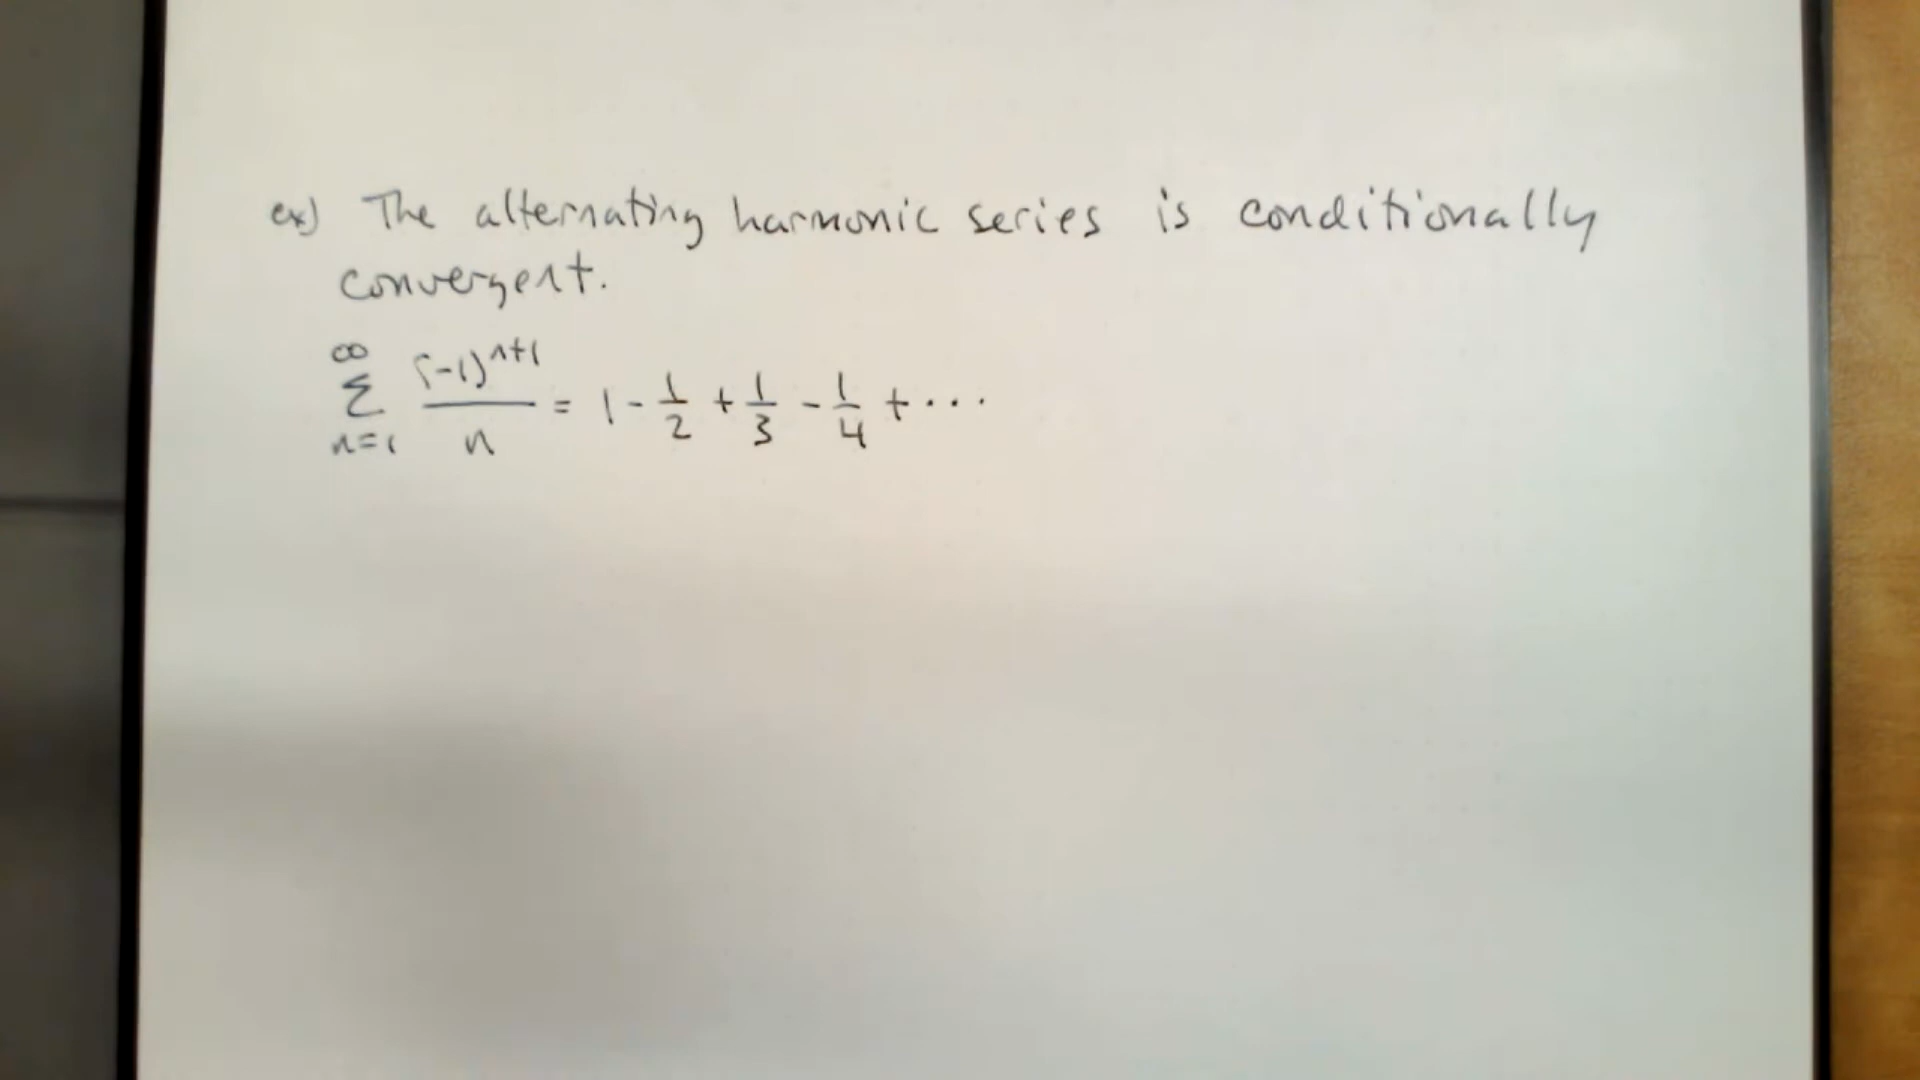 ex) The alternating harmonic series is conditionally
convergent.
∞
∑ (-1)^(n+1) / n = 1 - 1/2 + 1/3 - 1/4 + ···
n=1